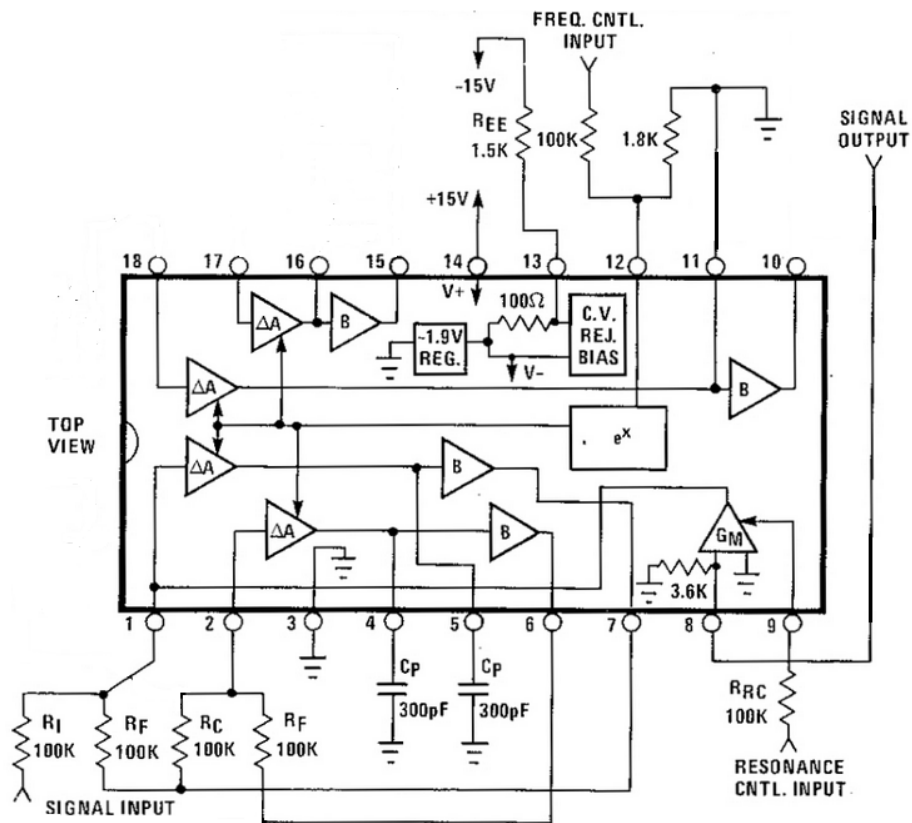 FREQ. CNTL.
INPUT
-15V
REE
1.5K
100K
1.8K
SIGNAL
OUTPUT
+15V
18
17
16
15
14
13
12
11
10
V+
100Ω
C.V.
REJ.
BIAS
ΔA
B
-1.9V
REG.
V-
ΔA
B
TOP
VIEW
ex
ΔA
B
ΔA
B
GM
3.6K
1
2
3
4
5
6
7
8
9
CP
300pF
CP
300pF
RI
100K
RF
100K
RC
100K
RF
100K
RRC
100K
SIGNAL INPUT
RESONANCE
CNTL. INPUT